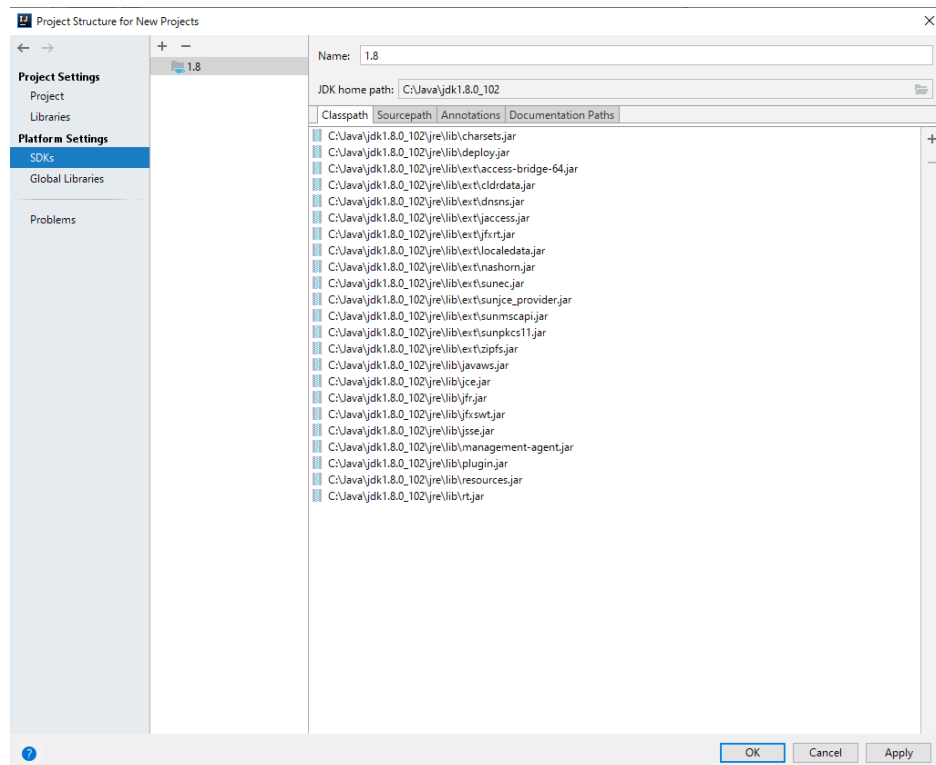 Project Structure for New Projects
Project Settings
Project
Libraries
Platform Settings
SDKs
Global Libraries
Problems
1.8
Name: 1.8
JDK home path: C:\Java\jdk1.8.0_102
Classpath Sourcepath Annotations Documentation Paths
C:\Java\jdk1.8.0_102\jre\lib\charsets.jar
C:\Java\jdk1.8.0_102\jre\lib\deploy.jar
C:\Java\jdk1.8.0_102\jre\lib\ext\access-bridge-64.jar
C:\Java\jdk1.8.0_102\jre\lib\ext\cldrdata.jar
C:\Java\jdk1.8.0_102\jre\lib\ext\dnsns.jar
C:\Java\jdk1.8.0_102\jre\lib\ext\jaccess.jar
C:\Java\jdk1.8.0_102\jre\lib\ext\jfxrt.jar
C:\Java\jdk1.8.0_102\jre\lib\ext\localedata.jar
C:\Java\jdk1.8.0_102\jre\lib\ext\nashorn.jar
C:\Java\jdk1.8.0_102\jre\lib\ext\sunec.jar
C:\Java\jdk1.8.0_102\jre\lib\ext\sunjce_provider.jar
C:\Java\jdk1.8.0_102\jre\lib\ext\sunmscapi.jar
C:\Java\jdk1.8.0_102\jre\lib\ext\sunpkcs11.jar
C:\Java\jdk1.8.0_102\jre\lib\ext\zipfs.jar
C:\Java\jdk1.8.0_102\jre\lib\javaws.jar
C:\Java\jdk1.8.0_102\jre\lib\jce.jar
C:\Java\jdk1.8.0_102\jre\lib\jfr.jar
C:\Java\jdk1.8.0_102\jre\lib\jfxswt.jar
C:\Java\jdk1.8.0_102\jre\lib\jsse.jar
C:\Java\jdk1.8.0_102\jre\lib\management-agent.jar
C:\Java\jdk1.8.0_102\jre\lib\plugin.jar
C:\Java\jdk1.8.0_102\jre\lib\resources.jar
C:\Java\jdk1.8.0_102\jre\lib\rt.jar
OK Cancel Apply